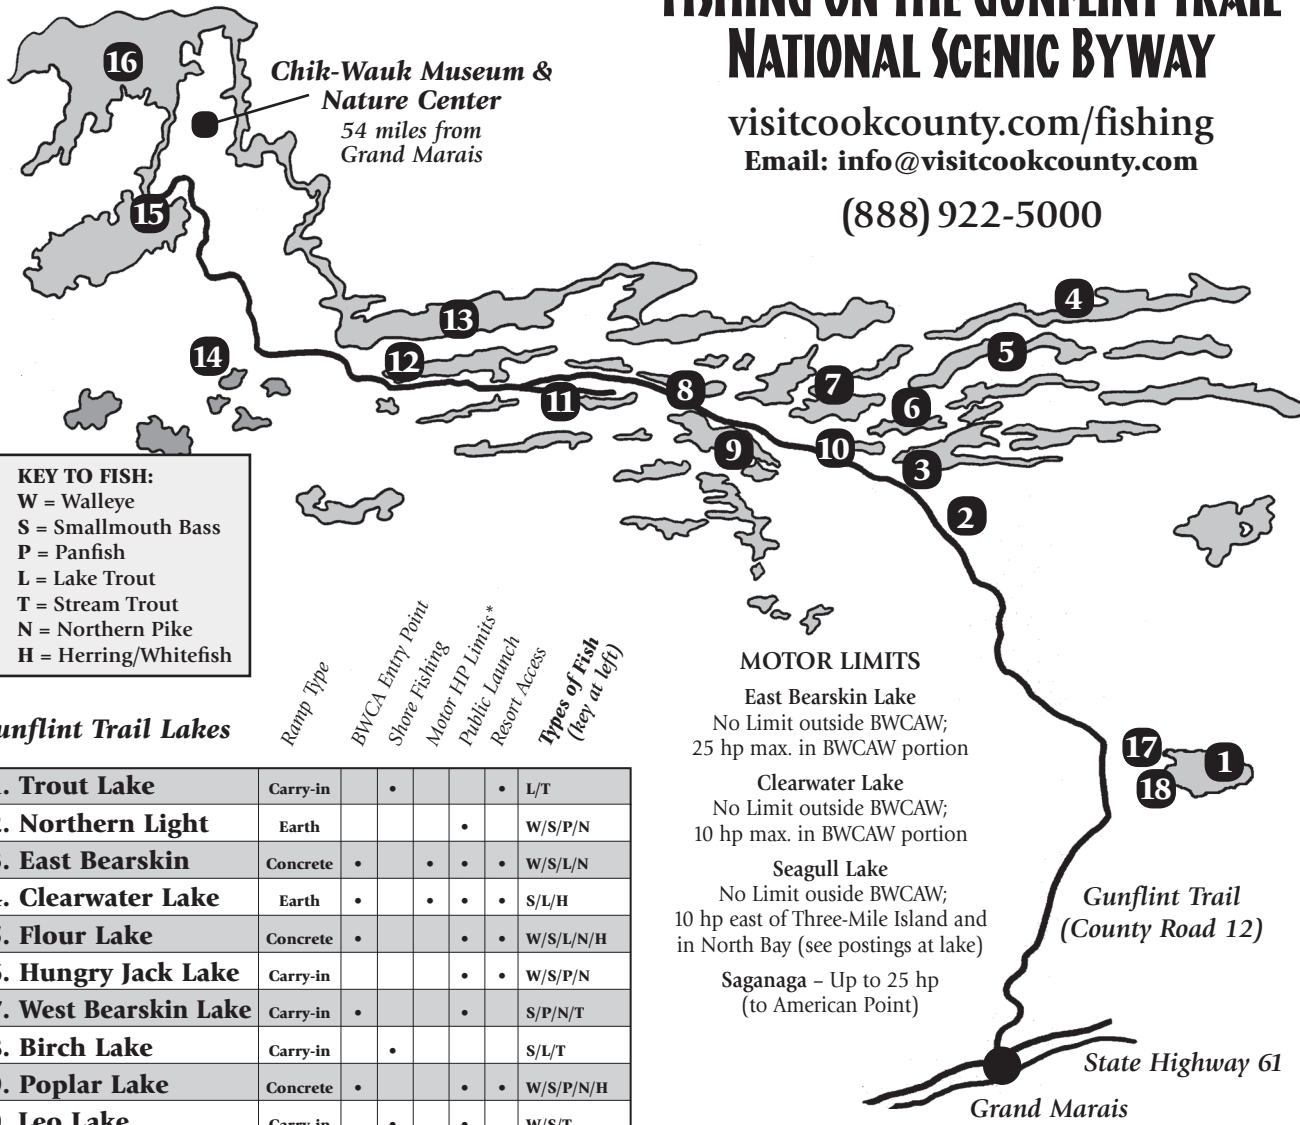 FISHING ON THE GUNFLINT TRAIL
NATIONAL SCENIC BYWAY
visitcookcounty.com/fishing
Email: info@visitcookcounty.com
(888) 922-5000
Chik-Wauk Museum &
Nature Center
54 miles from
Grand Marais
16
15
14
13
12
11
8
7
6
5
4
9
10
3
2
17
18
1
KEY TO FISH:
W = Walleye
S = Smallmouth Bass
P = Panfish
L = Lake Trout
T = Stream Trout
N = Northern Pike
H = Herring/Whitefish
unflint Trail Lakes
Ramp Type
BWCA Entry Point
Shore Fishing
Motor HP Limits*
Public Launch
Resort Access
Types of Fish
(key at left)
. Trout Lake Carry-in • • L/T
. Northern Light Earth • W/S/P/N
. East Bearskin Concrete • • • • W/S/L/N
. Clearwater Lake Earth • • • • S/L/H
. Flour Lake Concrete • • • W/S/L/N/H
. Hungry Jack Lake Carry-in • • W/S/P/N
. West Bearskin Lake Carry-in • • S/P/N/T
. Birch Lake Carry-in • S/L/T
. Poplar Lake Concrete • • • W/S/P/N/H
. Leo Lake Carry-in • • W/S/T
MOTOR LIMITS
East Bearskin Lake
No Limit outside BWCAW;
25 hp max. in BWCAW portion
Clearwater Lake
No Limit outside BWCAW;
10 hp max. in BWCAW portion
Seagull Lake
No Limit ouside BWCAW;
10 hp east of Three-Mile Island and
in North Bay (see postings at lake)
Saganaga – Up to 25 hp
(to American Point)
Gunflint Trail
(County Road 12)
State Highway 61
Grand Marais